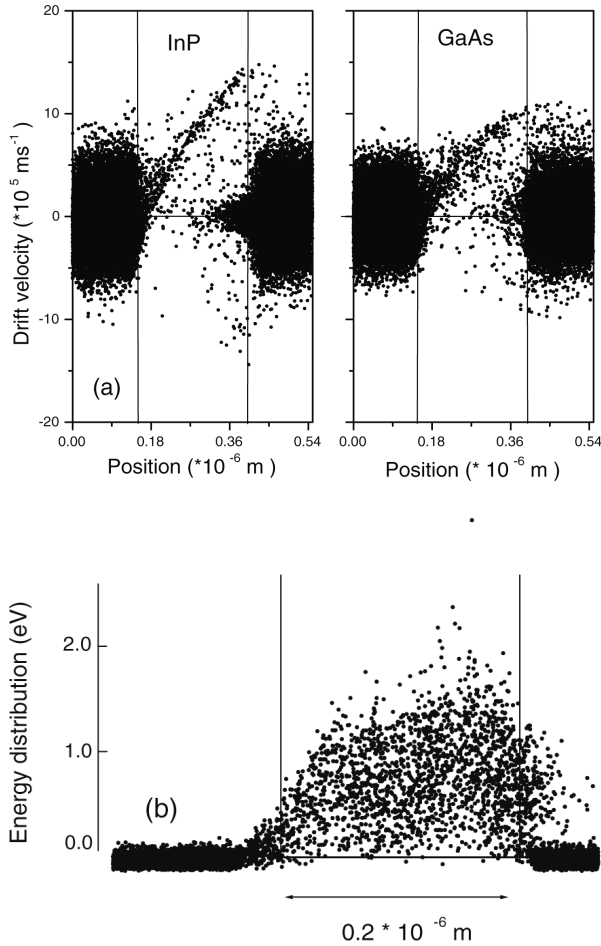 InP GaAs
20
10
0
-10
-20
Drift velocity (*10 5 ms -1 )
(a)
0.00 0.18 0.36 0.54 0.00 0.18 0.36 0.54
Position (*10 -6 m ) Position (* 10 -6 m )
Energy distribution (eV)
2.0
1.0
0.0
(b)
0.2 * 10 -6 m